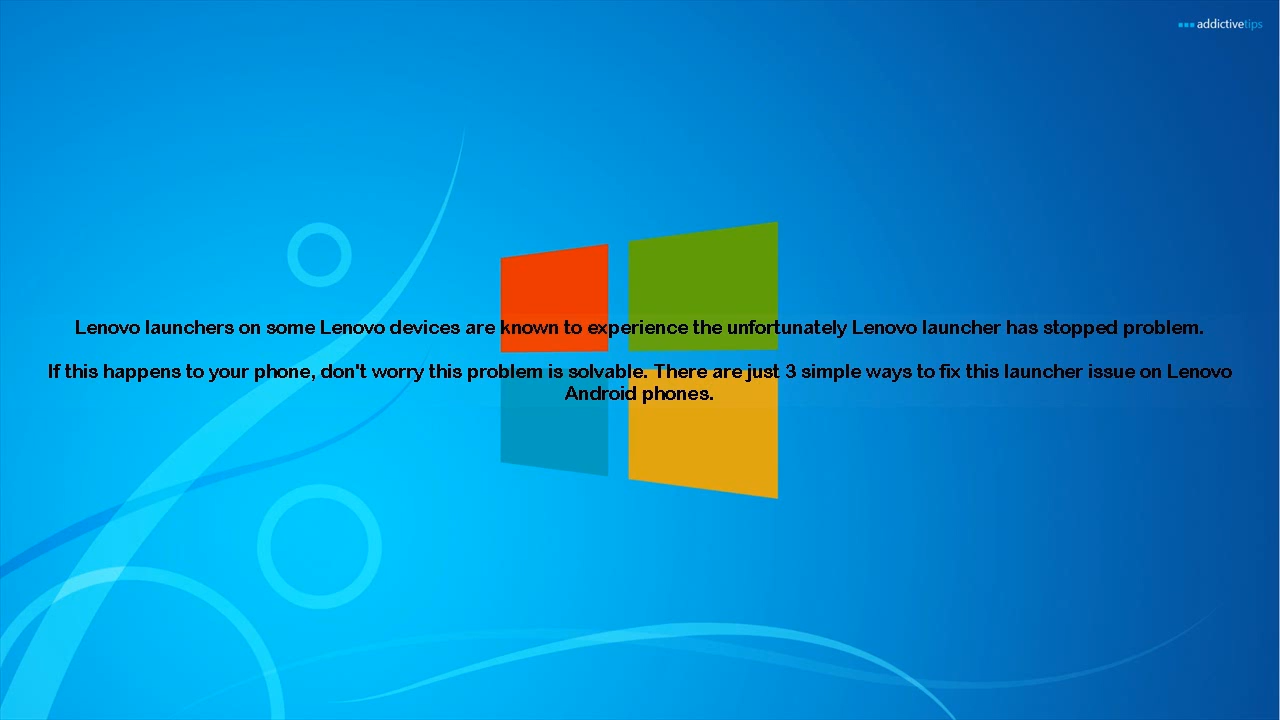 addictivetips
Lenovo launchers on some Lenovo devices are known to experience the unfortunately Lenovo launcher has stopped problem.
If this happens to your phone, don't worry this problem is solvable. There are just 3 simple ways to fix this launcher issue on Lenovo
Android phones.